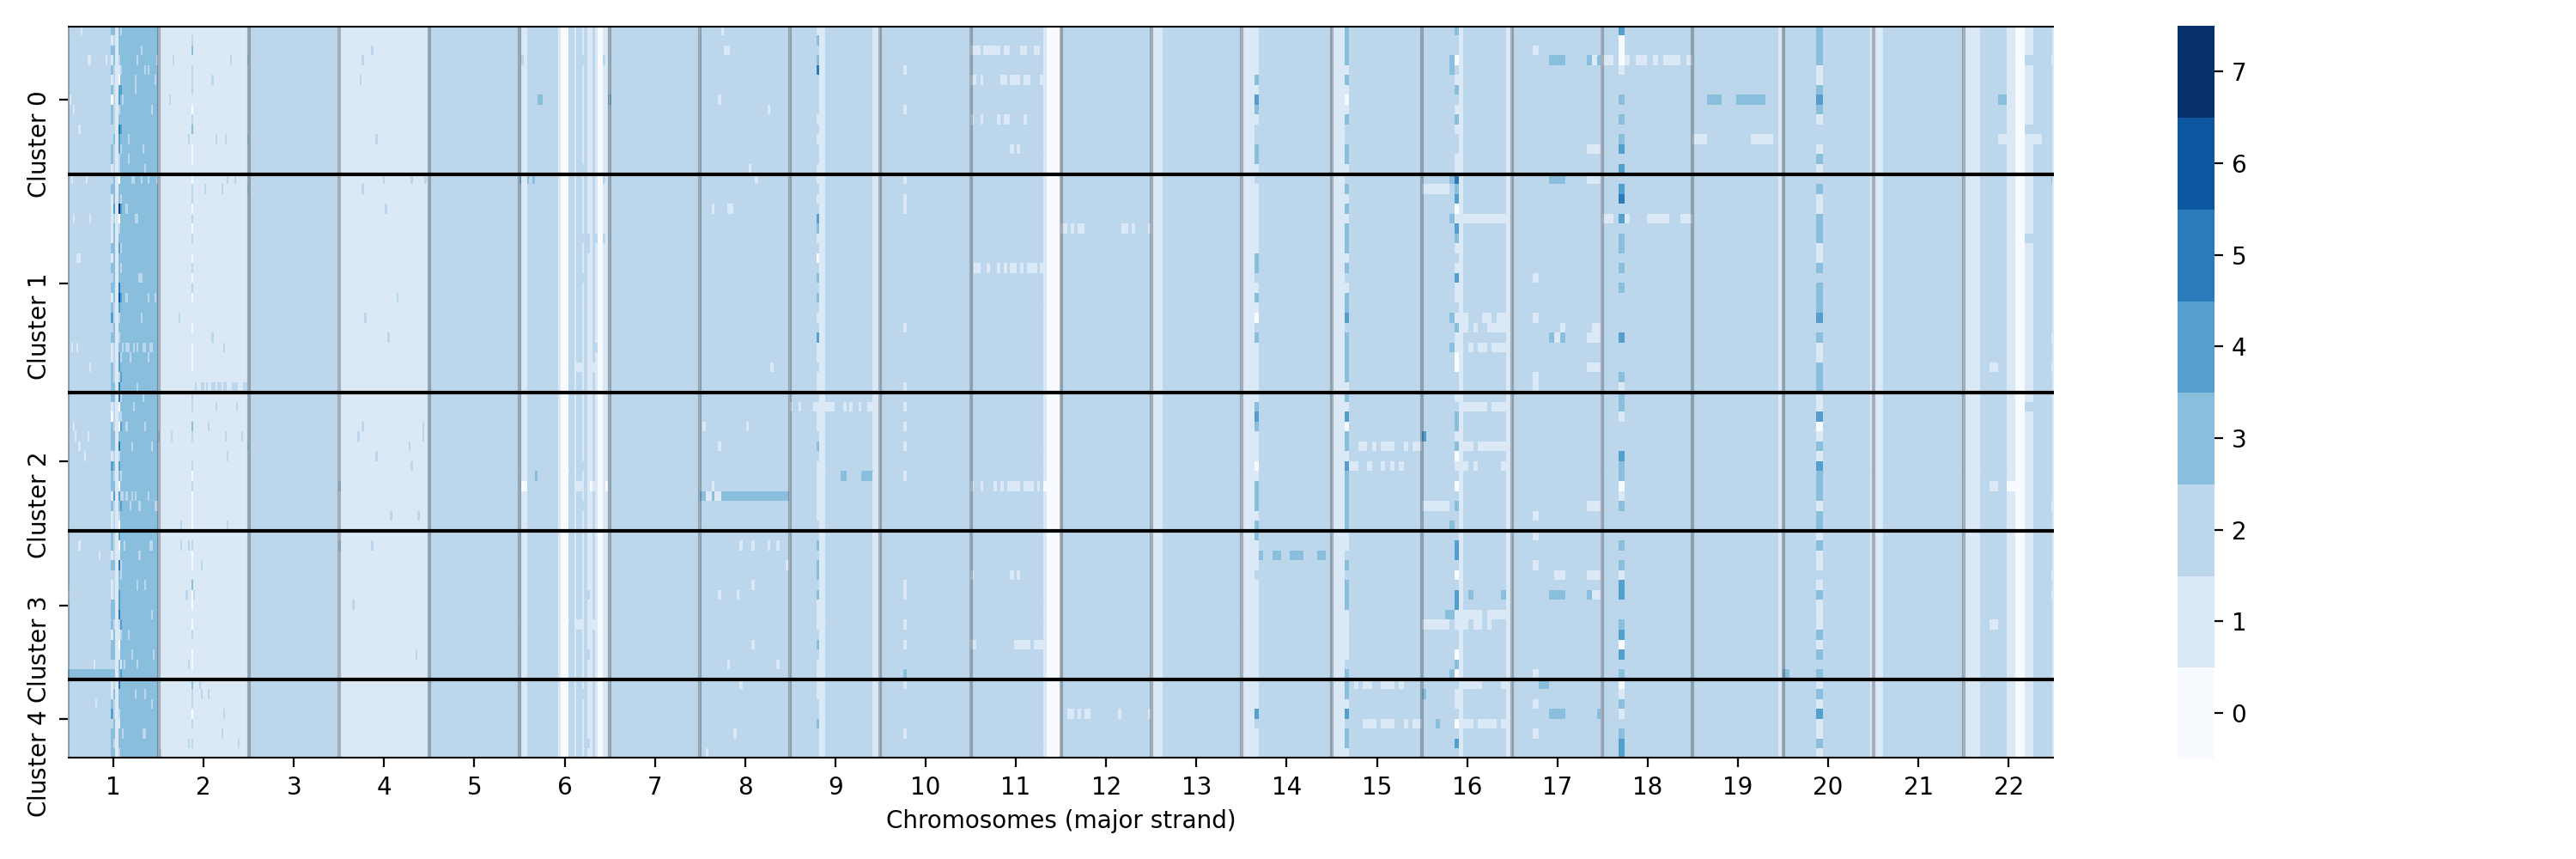 Cluster 0
Cluster 1
Cluster 2
Cluster 3
Cluster 4
1 2 3 4 5 6 7 8 9 10 11 12 13 14 15 16 17 18 19 20 21 22
Chromosomes (major strand)
7
6
5
4
3
2
1
0